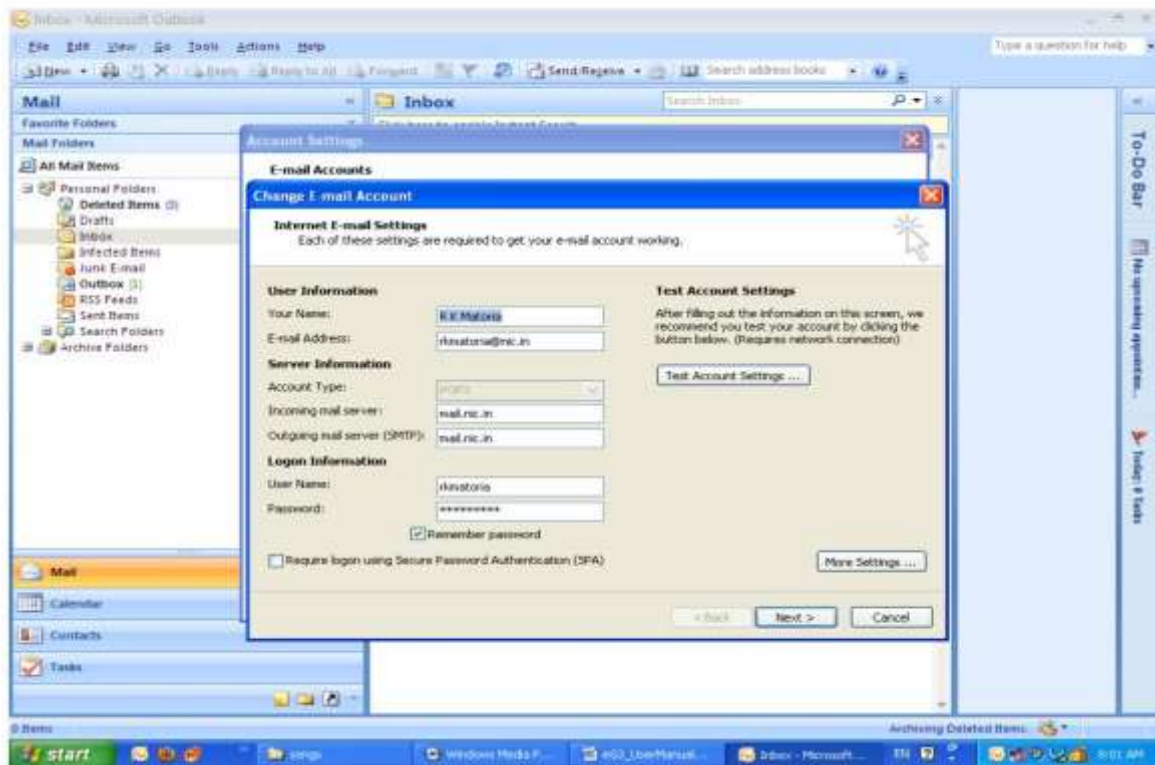 Inbox - Microsoft Outlook
File Edit View Go Tools Actions Help
Type a question for help
New Reply Reply to All Forward Send/Receive Search address books
Mail
Inbox
Search Inbox
Favorite Folders
Mail Folders
All Mail Items
Personal Folders
Deleted Items (3)
Drafts
Inbox
Infected Items
Junk E-mail
Outbox [1]
RSS Feeds
Sent Items
Search Folders
Archive Folders
Account Settings
E-mail Accounts
Change E-mail Account
Internet E-mail Settings
Each of these settings are required to get your e-mail account working.
User Information
Your Name:
R K Matoria
E-mail Address:
rkmatoria@nic.in
Server Information
Account Type:
POP3
Incoming mail server:
mail.nic.in
Outgoing mail server (SMTP):
mail.nic.in
Logon Information
User Name:
rkmatoria
Password:
*********
Remember password
Require logon using Secure Password Authentication (SPA)
Test Account Settings
After filling out the information on this screen, we
recommend you test your account by clicking the
button below. (Requires network connection)
Test Account Settings ...
More Settings ...
< Back Next > Cancel
To-Do Bar
No upcoming appointmen...
Today: 0 Tasks
Mail
Calendar
Contacts
Tasks
0 Items
Archiving Deleted Items
start
songs
Windows Media P...
Inbox - Microsoft ...
EN
8:01 AM